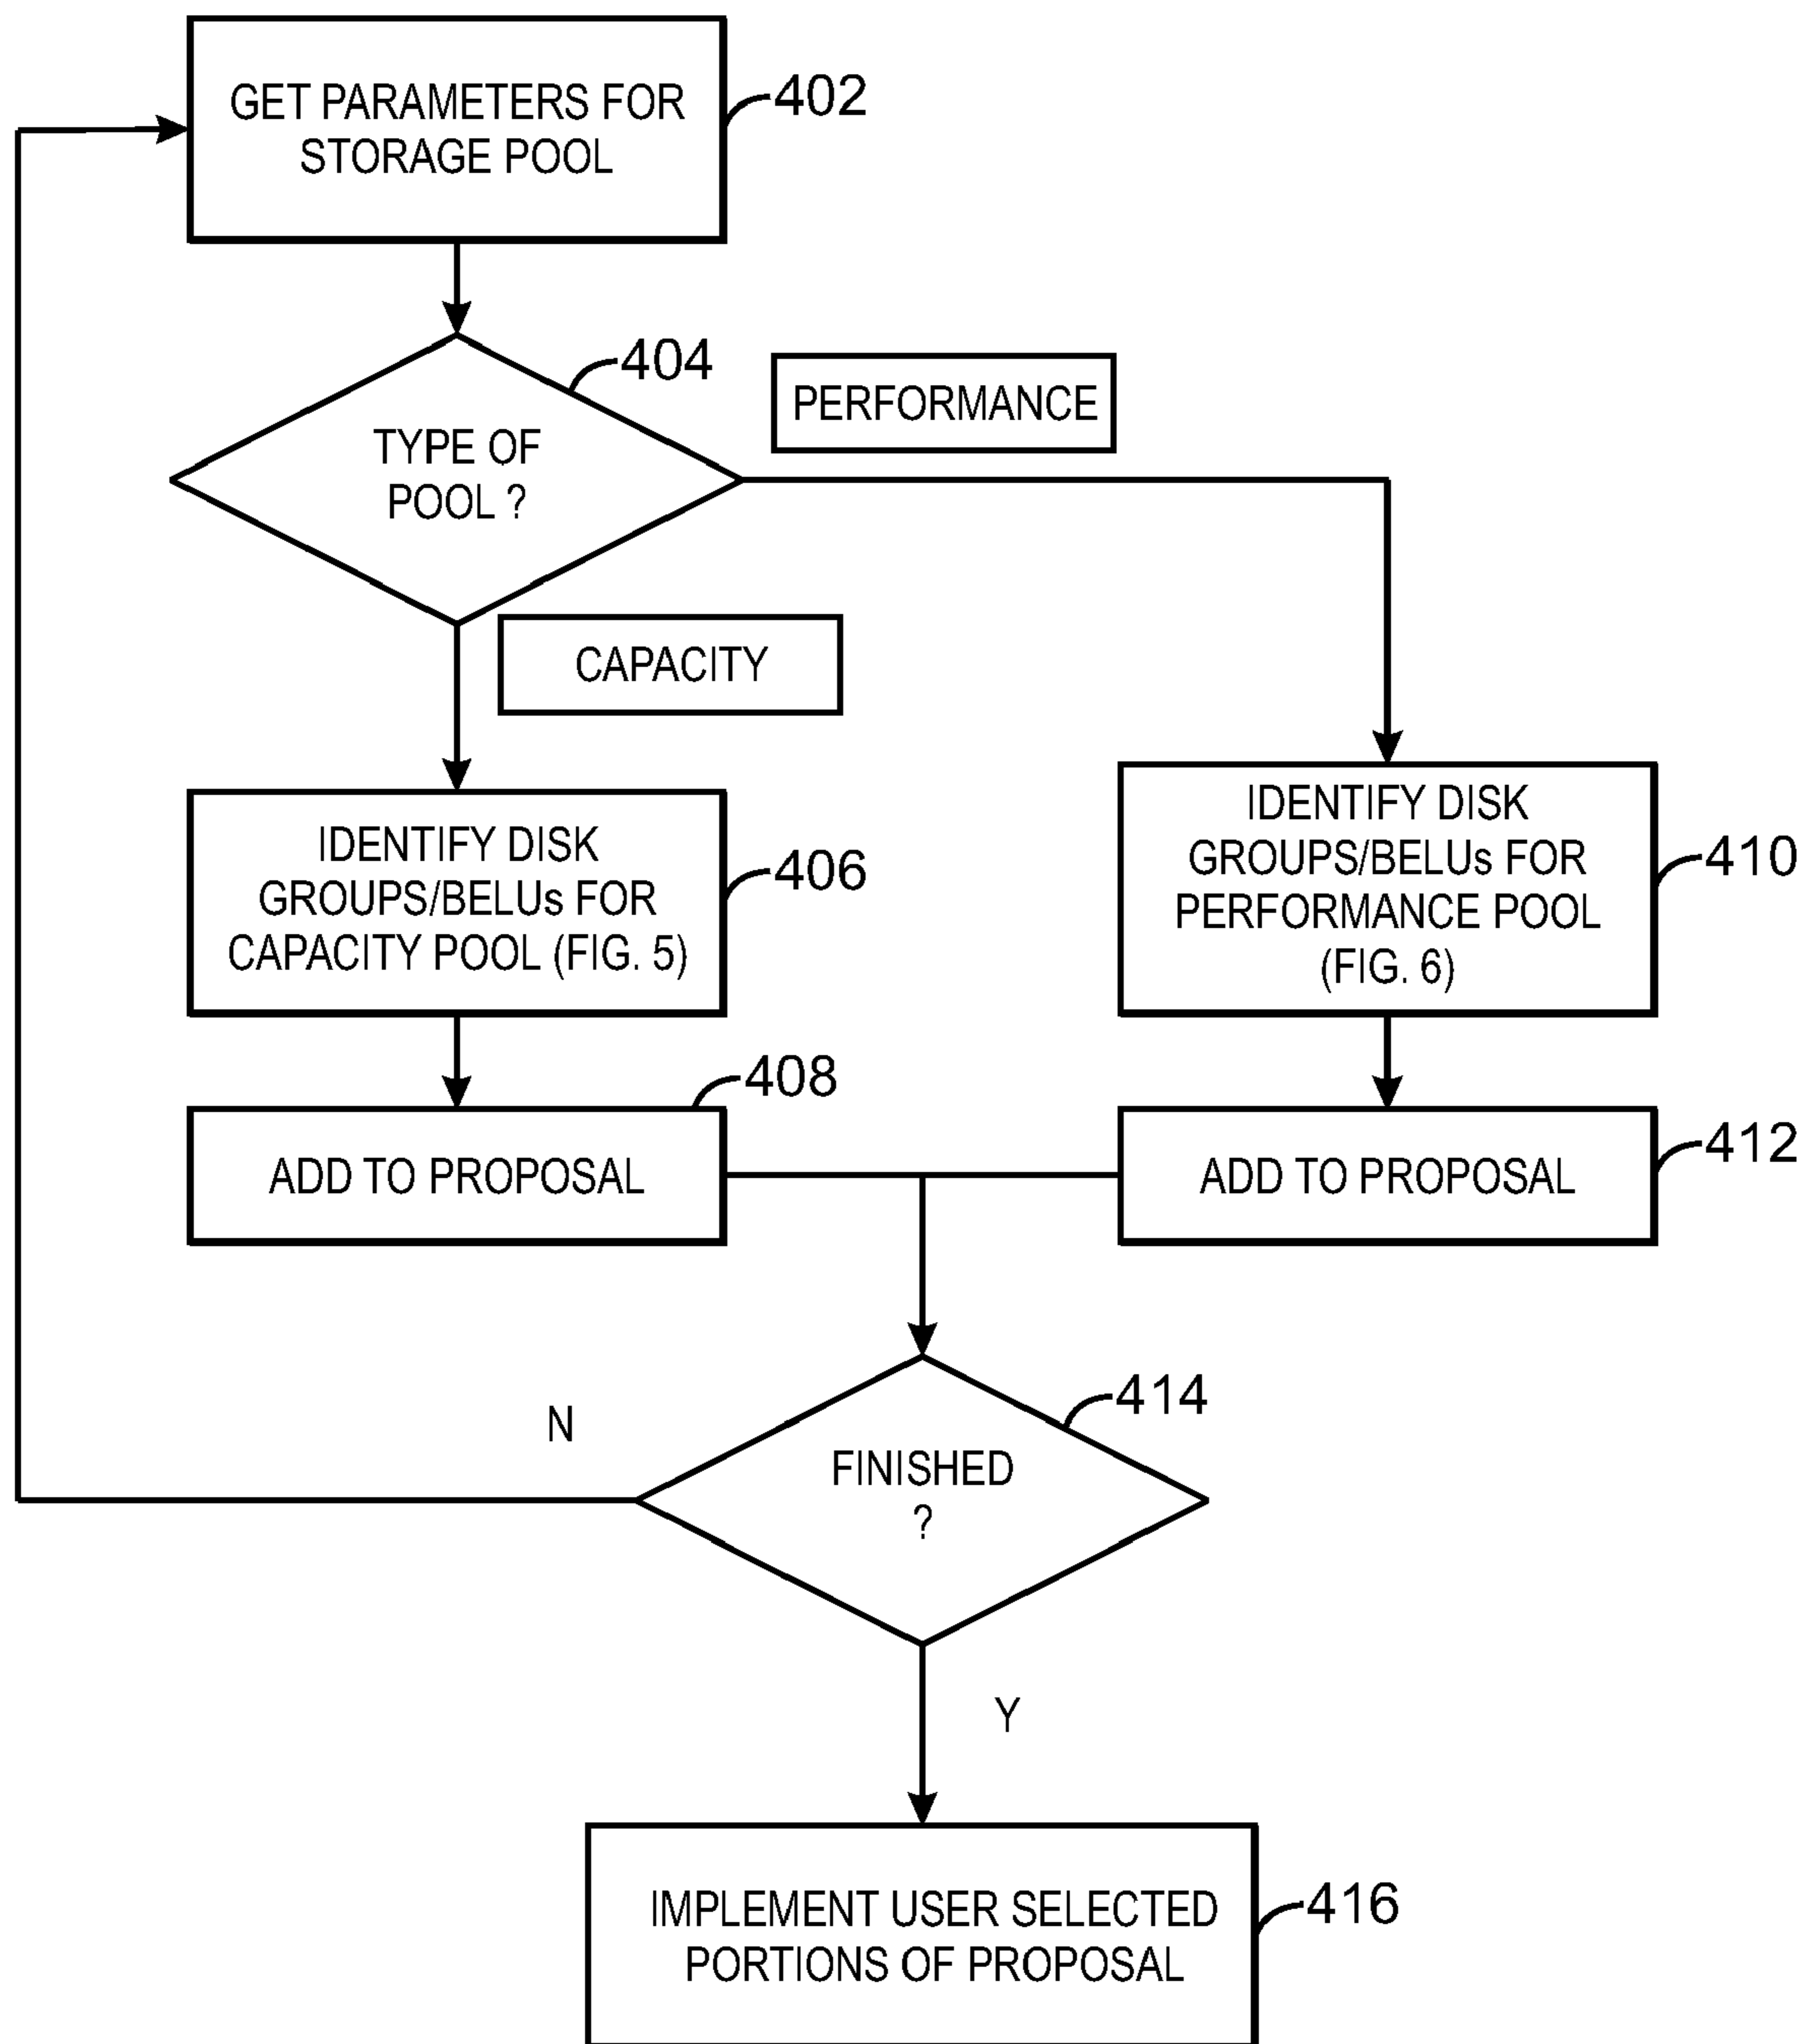 GET PARAMETERS FOR
STORAGE POOL
402
404
TYPE OF
POOL ?
PERFORMANCE
CAPACITY
IDENTIFY DISK
GROUPS/BELUs FOR
CAPACITY POOL (FIG. 5)
406
IDENTIFY DISK
GROUPS/BELUs FOR
PERFORMANCE POOL
(FIG. 6)
410
408
ADD TO PROPOSAL
ADD TO PROPOSAL
412
414
FINISHED
?
N
Y
IMPLEMENT USER SELECTED
PORTIONS OF PROPOSAL
416